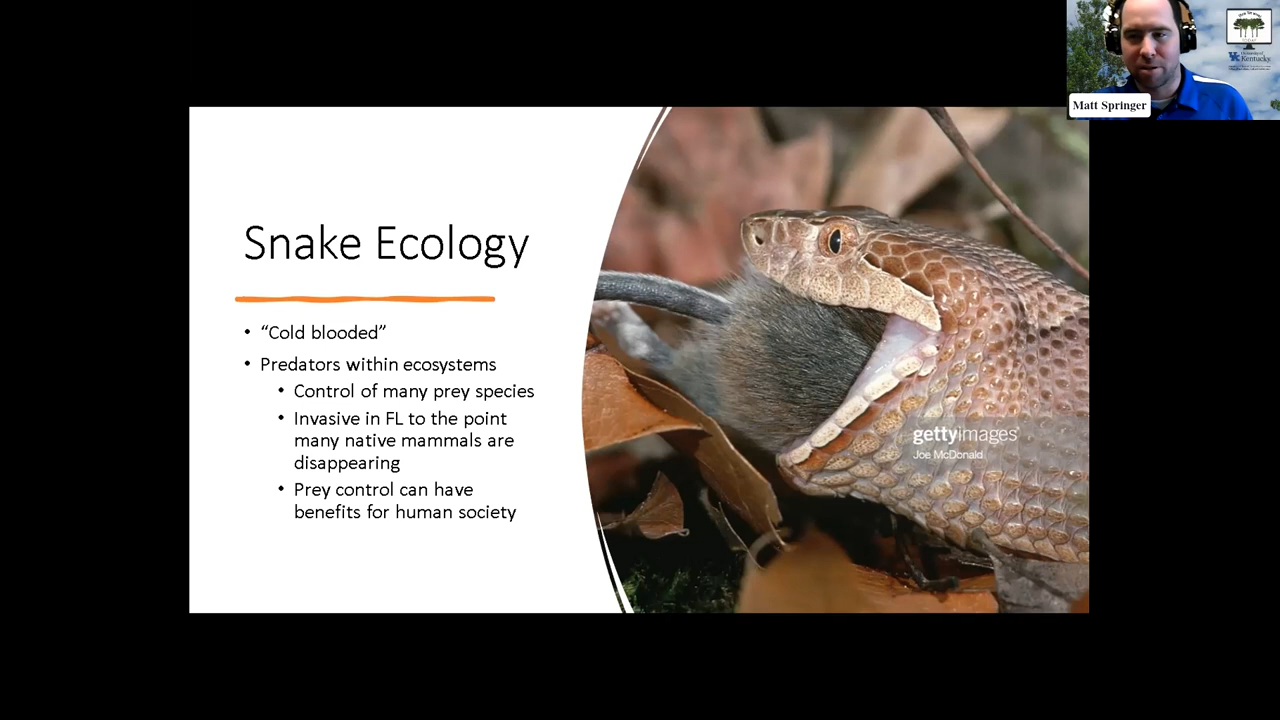 Snake Ecology
• “Cold blooded”
• Predators within ecosystems
• Control of many prey species
• Invasive in FL to the point
many native mammals are
disappearing
• Prey control can have
benefits for human society
gettyimages
Joe McDonald
TODAY
UK University of
Kentucky
Matt Springer